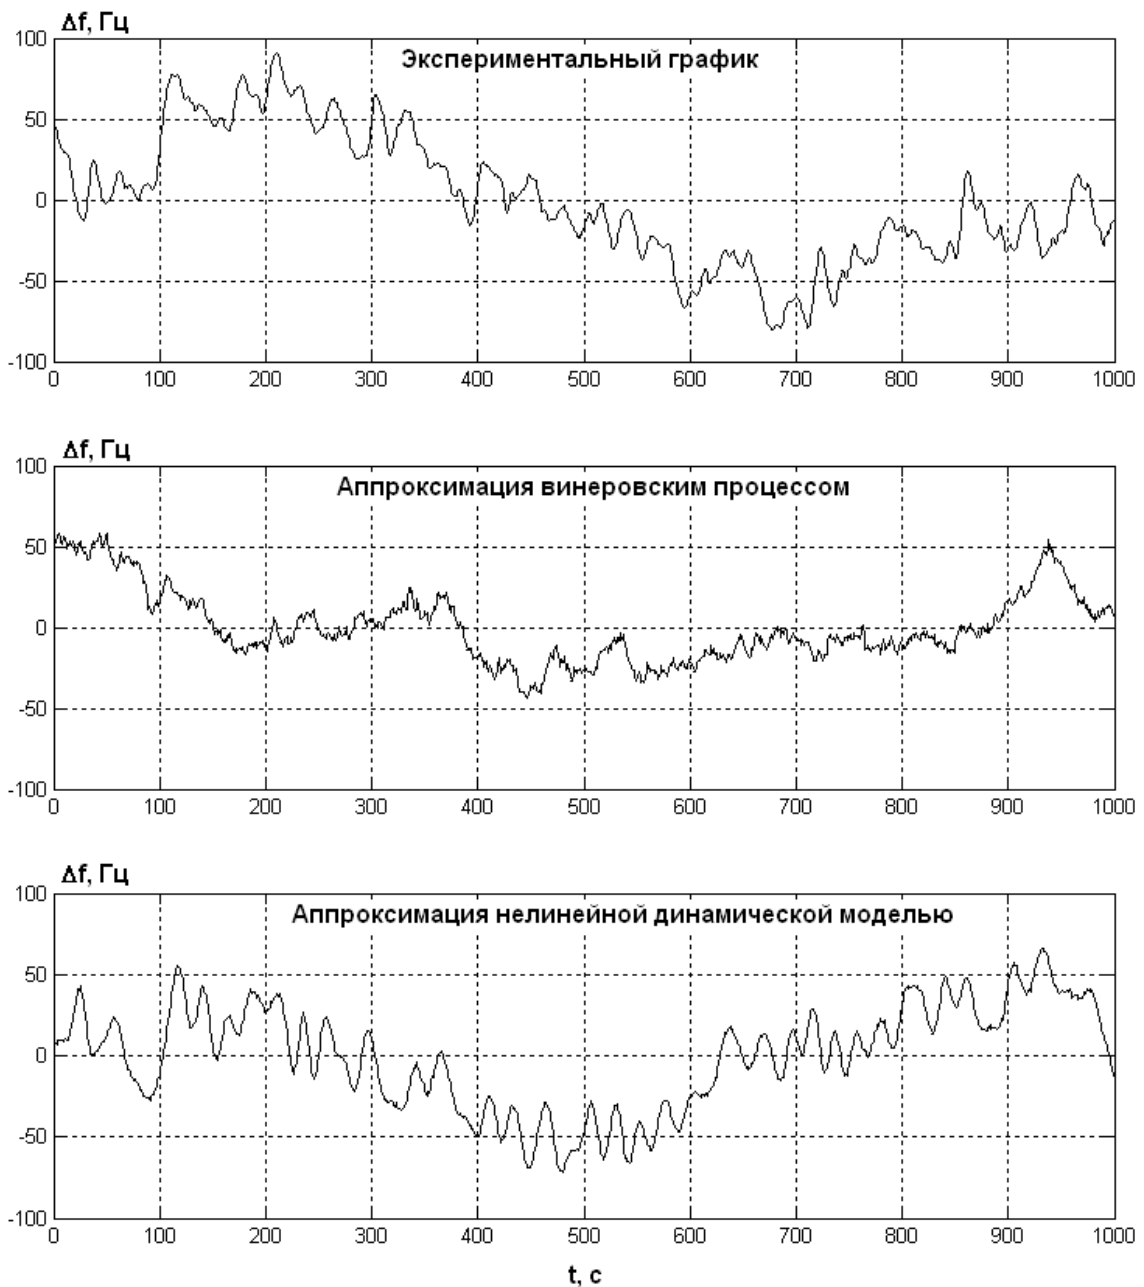 Δf, Гц
Экспериментальный график
100
50
0
-50
-100
0 100 200 300 400 500 600 700 800 900 1000
Δf, Гц
Аппроксимация винеровским процессом
100
50
0
-50
-100
0 100 200 300 400 500 600 700 800 900 1000
Δf, Гц
Аппроксимация нелинейной динамической моделью
100
50
0
-50
-100
0 100 200 300 400 500 600 700 800 900 1000
t, с